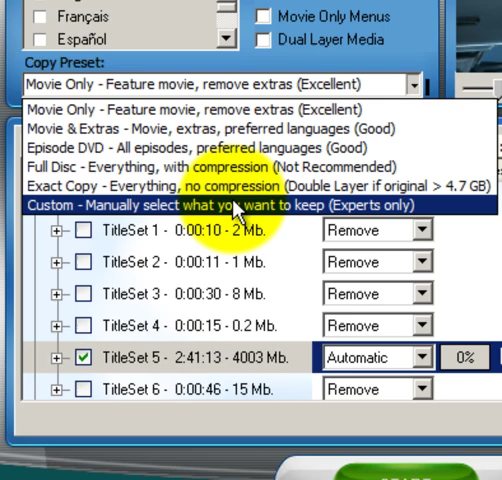 Français
Movie Only Menus
Español
Dual Layer Media
Copy Preset:
Movie Only - Feature movie, remove extras (Excellent)
Movie Only - Feature movie, remove extras (Excellent)
Movie & Extras - Movie, extras, preferred languages (Good)
Episode DVD - All episodes, preferred languages (Good)
Full Disc - Everything, with compression (Not Recommended)
Exact Copy - Everything, no compression (Double Layer if original > 4.7 GB)
Custom - Manually select what you want to keep (Experts only)
TitleSet 1 - 0:00:10 - 2 Mb. Remove
TitleSet 2 - 0:00:11 - 1 Mb. Remove
TitleSet 3 - 0:00:30 - 8 Mb. Remove
TitleSet 4 - 0:00:15 - 0.2 Mb. Remove
TitleSet 5 - 2:41:13 - 4003 Mb. Automatic 0%
TitleSet 6 - 0:00:46 - 15 Mb. Remove